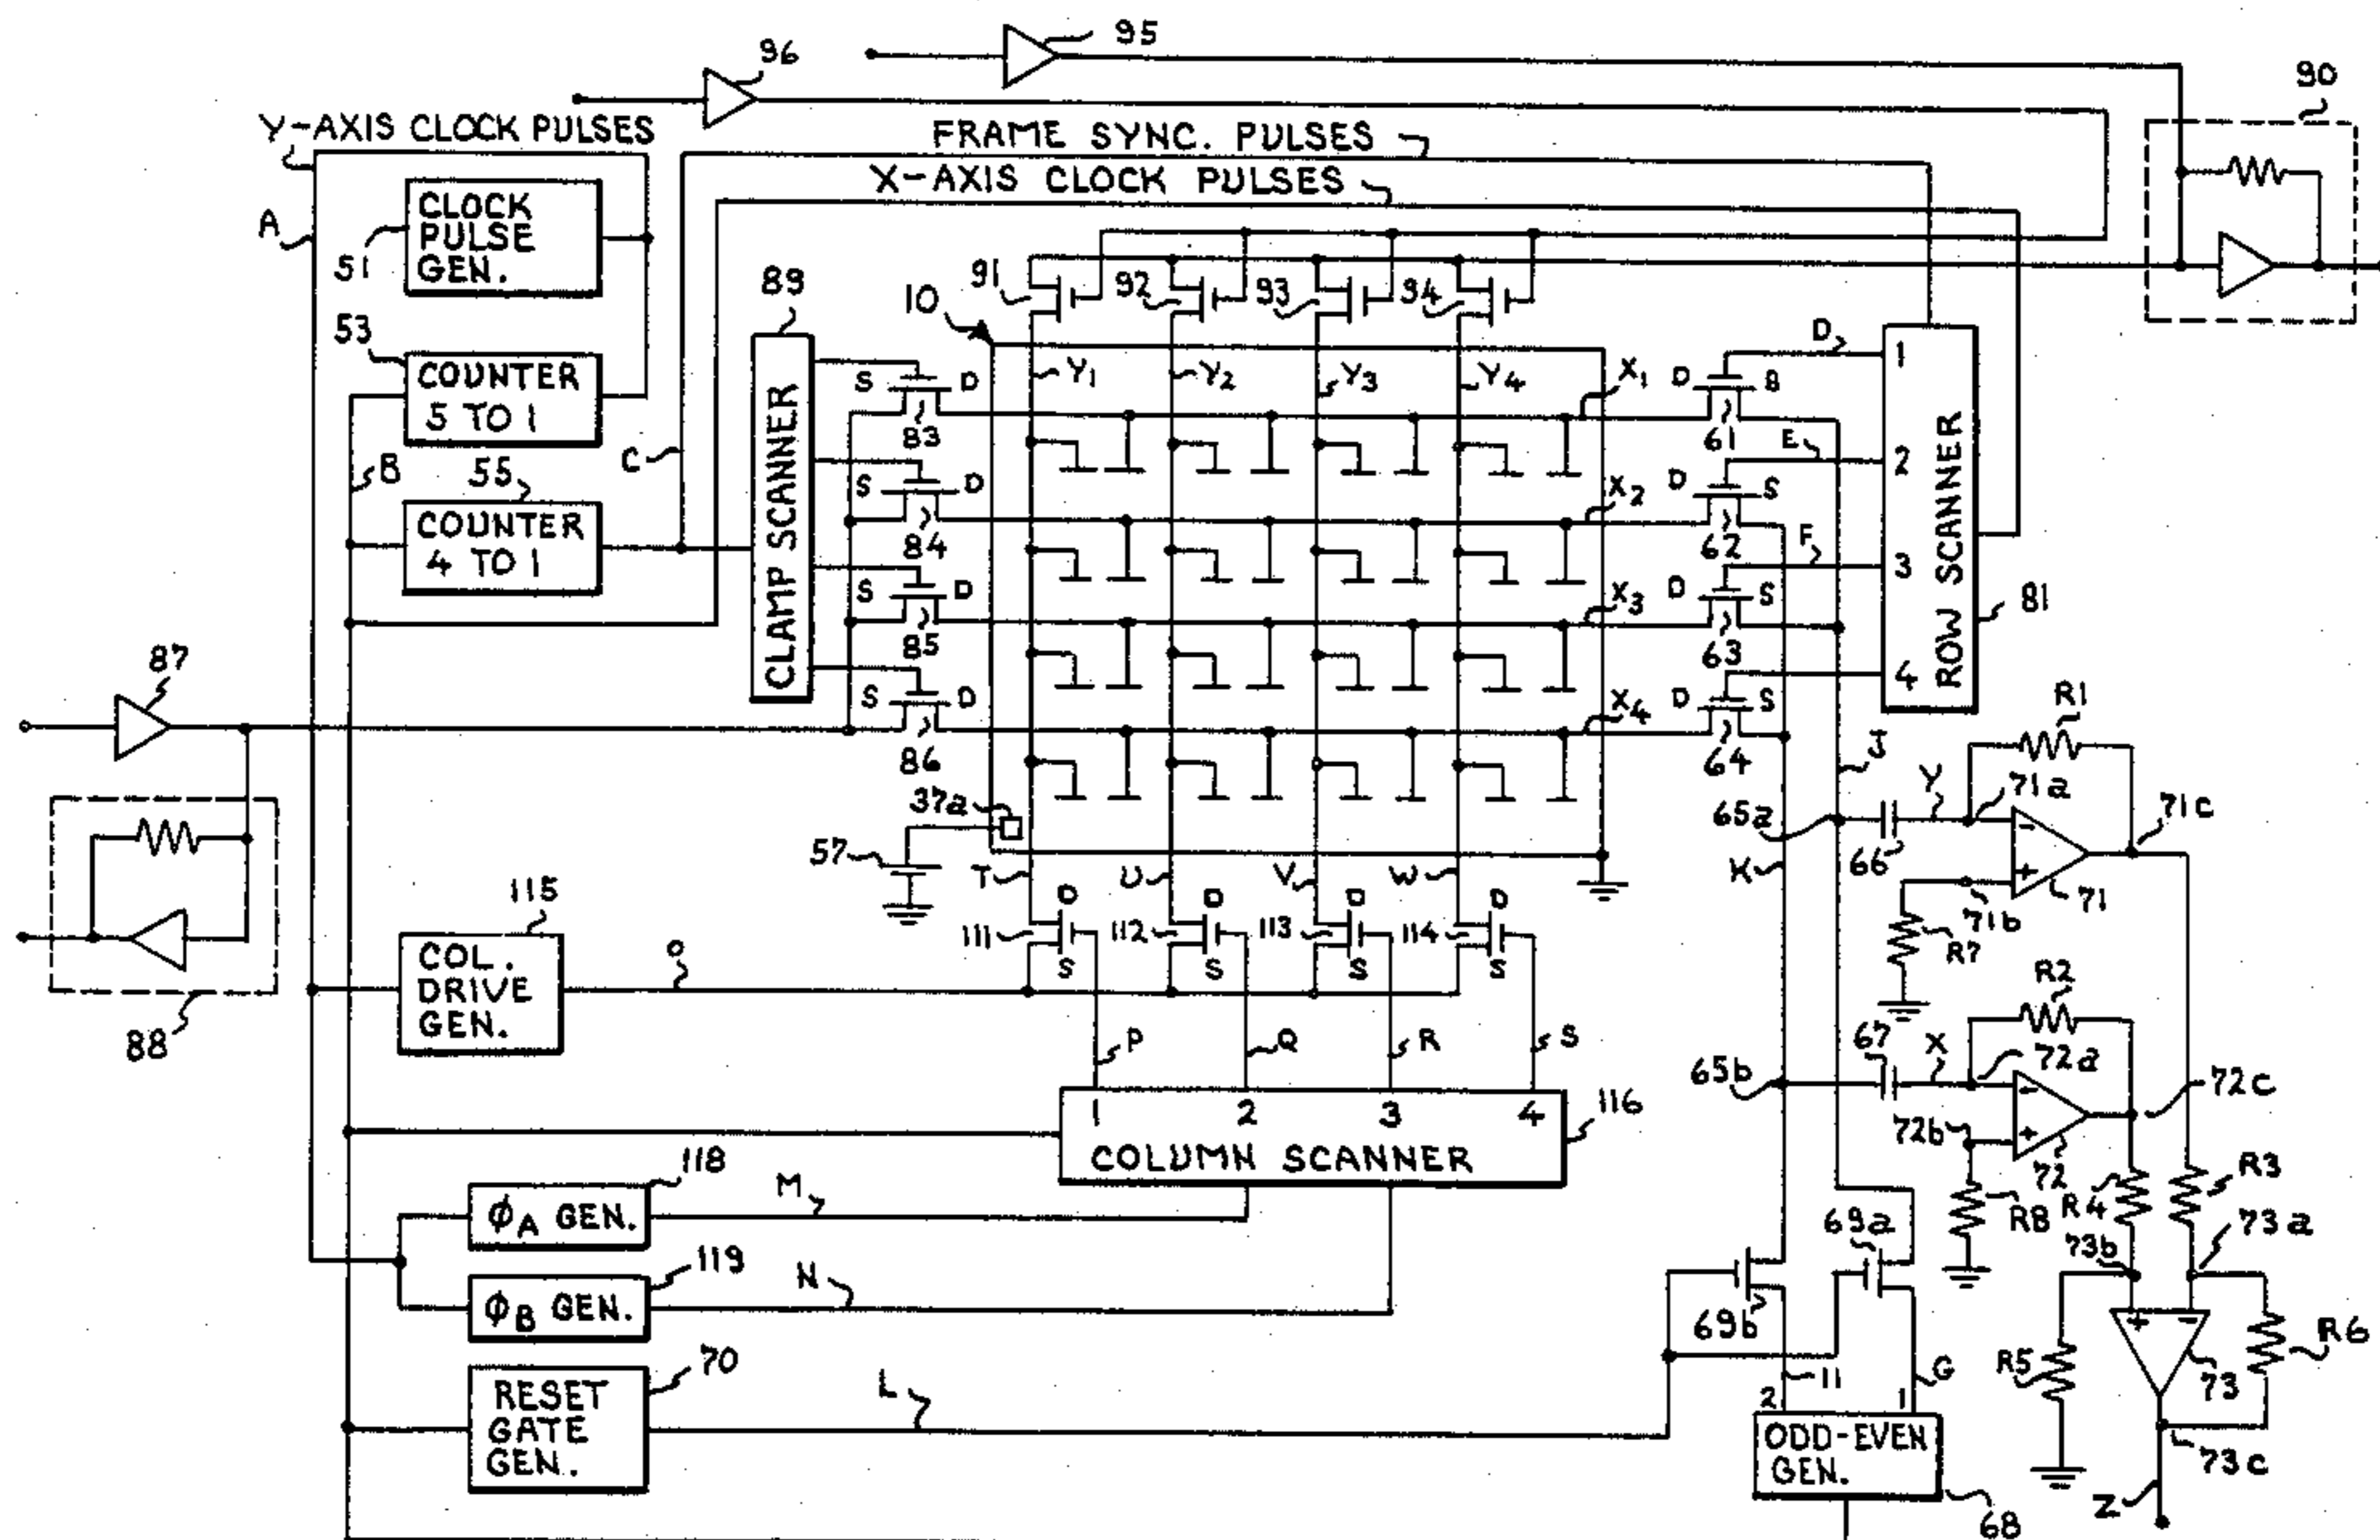 95
96
90
Y-AXIS CLOCK PULSES
FRAME SYNC. PULSES
X-AXIS CLOCK PULSES
A
CLOCK
PULSE
GEN.
51
89
10
91
92
93
94
53
COUNTER
5 TO 1
B
55
COUNTER
4 TO 1
C
CLAMP SCANNER
S D
83
S D
84
S D
85
S D
86
Y1
Y2
Y3
Y4
X1
X2
X3
X4
D S
61
D S
62
D S
63
D S
64
D
E
F
1
2
3
4
ROW SCANNER
81
87
88
37a
57
T
U
V
W
65a
K
J
66
Y
R1
71a
71b
71c
71
R7
115
COL.
DRIVE
GEN.
O
111
D
S
112
D
S
113
D
S
114
D
S
P
Q
R
S
1 2 3 4
COLUMN SCANNER
116
65b
67
X
R2
72a
72b
72c
72
R8
R4
R3
118
ΦA GEN.
M
119
ΦB GEN.
N
69a
69b
73b
73a
+ -
73
R5
R6
73c
Z
70
RESET
GATE
GEN.
L
11
G
2 1
ODD-EVEN
GEN.
68